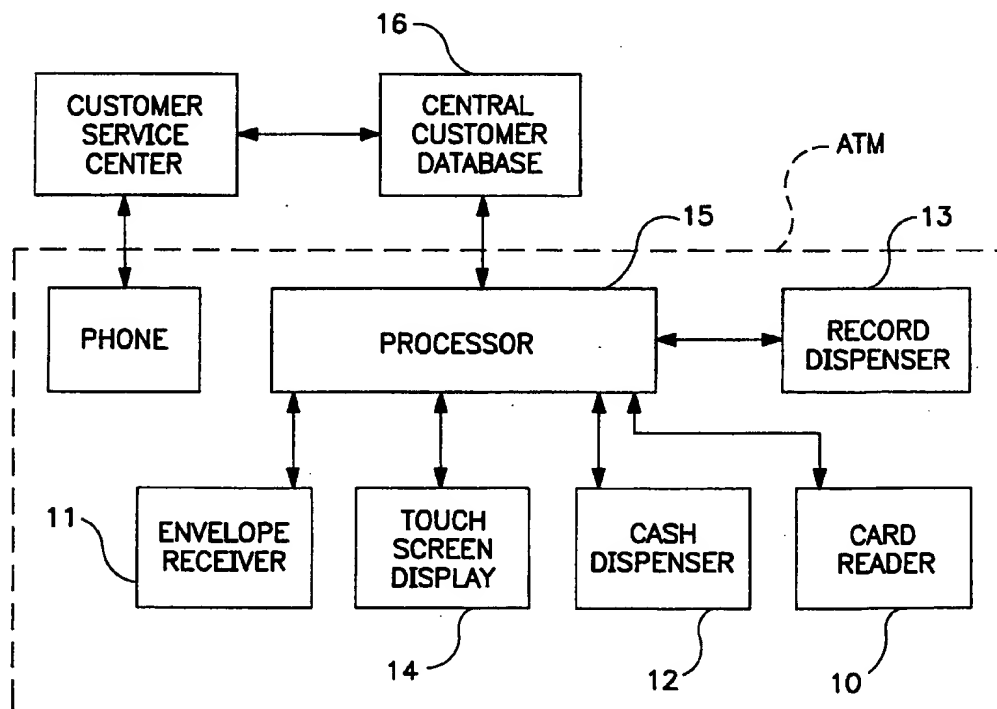 16
CUSTOMER
SERVICE
CENTER
CENTRAL
CUSTOMER
DATABASE
ATM
15
13
PHONE
PROCESSOR
RECORD
DISPENSER
11
ENVELOPE
RECEIVER
TOUCH
SCREEN
DISPLAY
CASH
DISPENSER
CARD
READER
14
12
10